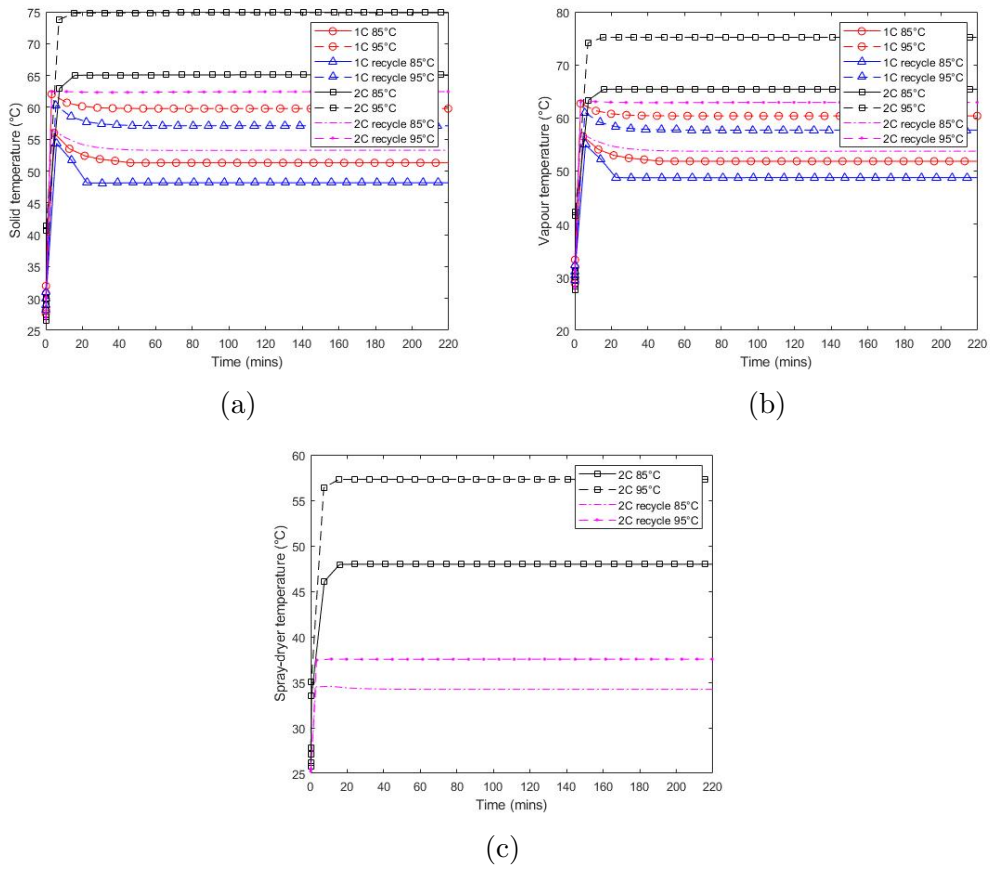 75
70
65
60
55
50
45
40
35
30
25
0 20 40 60 80 100 120 140 160 180 200 220
Time (mins)
Solid temperature (°C)
1C 85°C
1C 95°C
1C recycle 85°C
1C recycle 95°C
2C 85°C
2C 95°C
2C recycle 85°C
2C recycle 95°C
(a)
80
70
60
50
40
30
20
0 20 40 60 80 100 120 140 160 180 200 220
Time (mins)
Vapour temperature (°C)
1C 85°C
1C 95°C
1C recycle 85°C
1C recycle 95°C
2C 85°C
2C 95°C
2C recycle 85°C
2C recycle 95°C
(b)
60
55
50
45
40
35
30
25
0 20 40 60 80 100 120 140 160 180 200 220
Time (mins)
Spray-dryer temperature (°C)
2C 85°C
2C 95°C
2C recycle 85°C
2C recycle 95°C
(c)